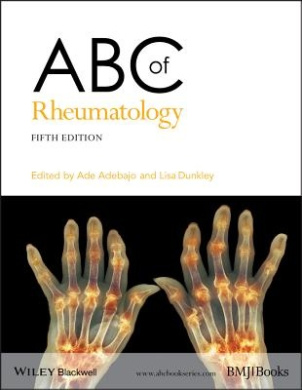 ABC of
Rheumatology
FIFTH EDITION
Edited by Ade Adebajo and Lisa Dunkley
WILEY Blackwell
www.abcbookseries.com
BMJ|Books